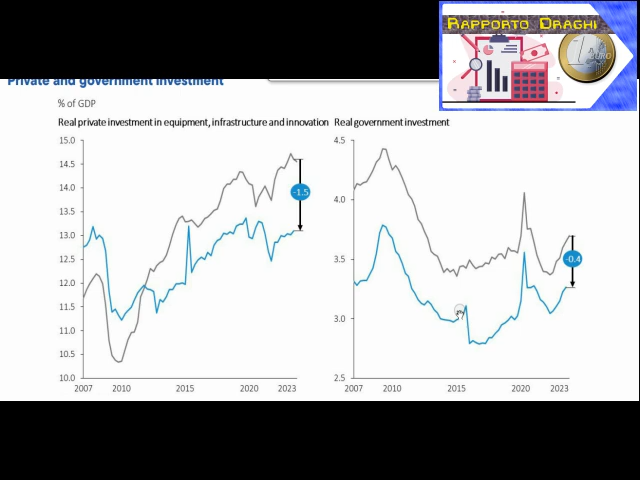 RAPPORTO DRAGHI
1
EURO
Private and government investment
% of GDP
Real private investment in equipment, infrastructure and innovation
15.0
14.5
14.0
13.5
13.0
12.5
12.0
11.5
11.0
10.5
10.0
-1.5
2007 2010 2015 2020 2023
Real government investment
4.5
4.0
3.5
3.0
2.5
-0.4
2007 2010 2015 2020 2023